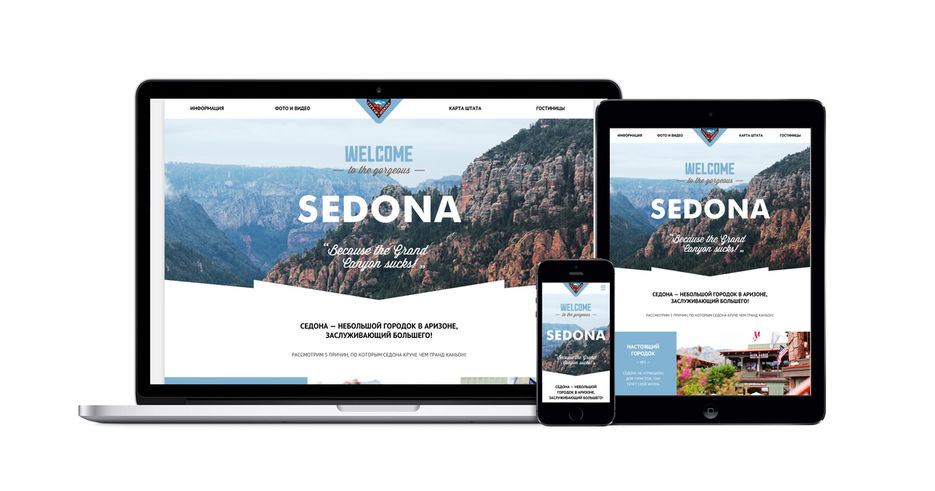 ИНФОРМАЦИЯ
ФОТО И ВИДЕО
КАРТА ШТАТА
ГОСТИНИЦЫ
WELCOME
to the gorgeous
SEDONA
“Because the Grand
Canyon sucks!„
СЕДОНА — НЕБОЛЬШОЙ ГОРОДОК В АРИЗОНЕ,
ЗАСЛУЖИВАЮЩИЙ БОЛЬШЕГО!
РАССМОТРИМ 5 ПРИЧИН, ПО КОТОРЫМ СЕДОНА КРУЧЕ ЧЕМ ГРАНД КАНЬОН!
WELCOME
to the gorgeous
SEDONA
“Because the Grand
Canyon sucks!„
СЕДОНА — НЕБОЛЬШОЙ
ГОРОДОК В АРИЗОНЕ,
ЗАСЛУЖИВАЮЩИЙ БОЛЬШЕГО!
ИНФОРМАЦИЯ
ФОТО И ВИДЕО
КАРТА ШТАТА
ГОСТИНИЦЫ
WELCOME
to the gorgeous
SEDONA
“Because the Grand
Canyon sucks!„
СЕДОНА — НЕБОЛЬШОЙ ГОРОДОК В АРИЗОНЕ,
ЗАСЛУЖИВАЮЩИЙ БОЛЬШЕГО!
РАССМОТРИМ 5 ПРИЧИН, ПО КОТОРЫМ СЕДОНА КРУЧЕ ЧЕМ ГРАНД КАНЬОН!
НАСТОЯЩИЙ
ГОРОДОК
СЕДОНА НЕ АТТРАКЦИОН
ДЛЯ ТУРИСТОВ, ТАМ
ТЕЧЕТ СВОЯ ЖИЗНЬ